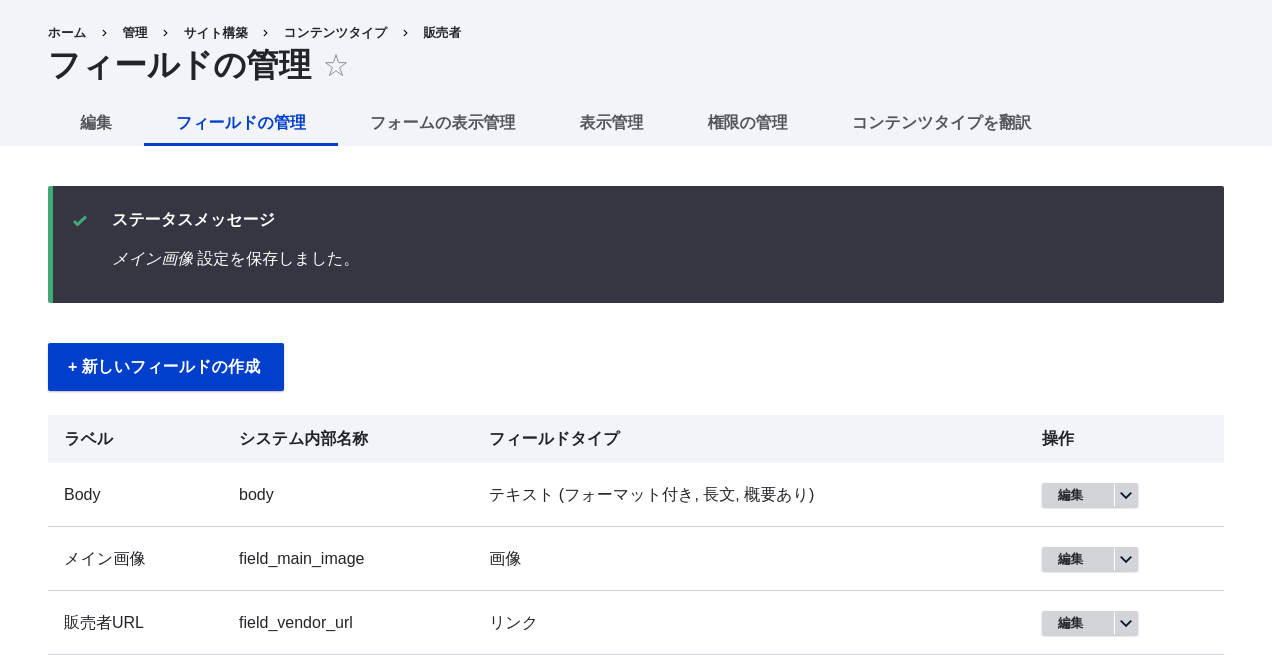 ホーム › 管理 › サイト構築 › コンテンツタイプ › 販売者
フィールドの管理 ☆
編集 フィールドの管理 フォームの表示管理 表示管理 権限の管理 コンテンツタイプを翻訳
ステータスメッセージ
メイン画像 設定を保存しました。
+ 新しいフィールドの作成
ラベル システム内部名称 フィールドタイプ 操作
Body body テキスト (フォーマット付き, 長文, 概要あり) 編集
メイン画像 field_main_image 画像 編集
販売者URL field_vendor_url リンク 編集